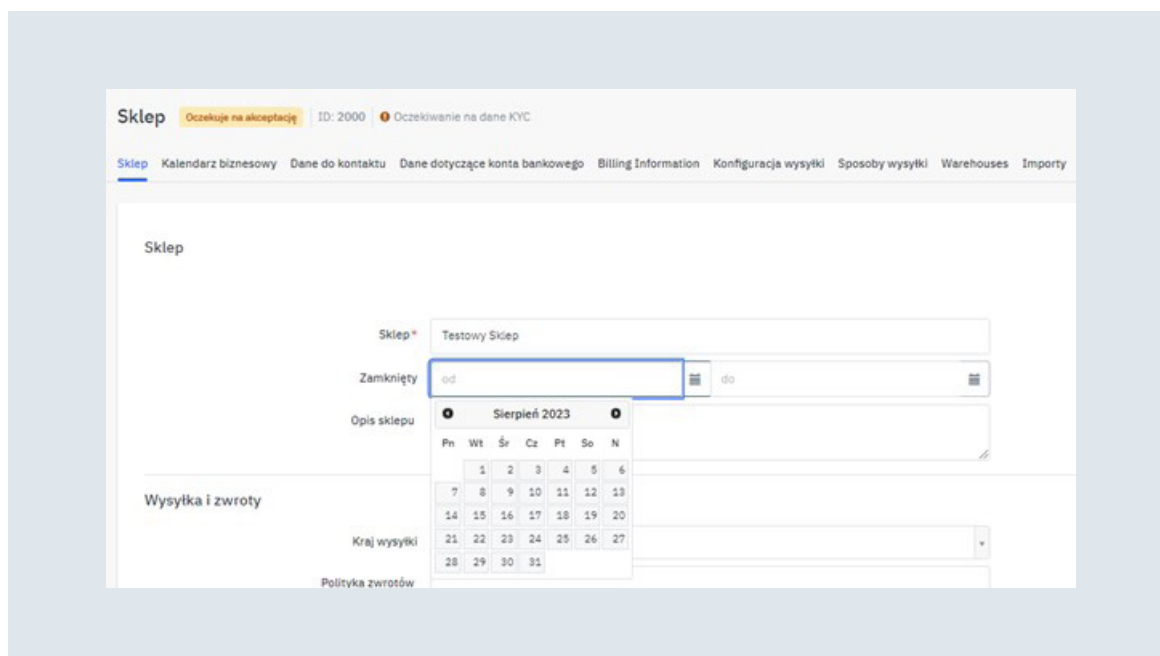 Sklep Oczekuje na akceptację ID: 2000 Oczekiwanie na dane KYC
Sklep Kalendarz biznesowy Dane do kontaktu Dane dotyczące konta bankowego Billing Information Konfiguracja wysyłki Sposoby wysyłki Warehouses Importy
Sklep
Sklep* Testowy Sklep
Zamknięty od do
Opis sklepu
Sierpień 2023
Pn Wt Śr Cz Pt So N
1 2 3 4 5 6
7 8 9 10 11 12 13
14 15 16 17 18 19 20
21 22 23 24 25 26 27
28 29 30 31
Wysyłka i zwroty
Kraj wysyłki
Polityka zwrotów